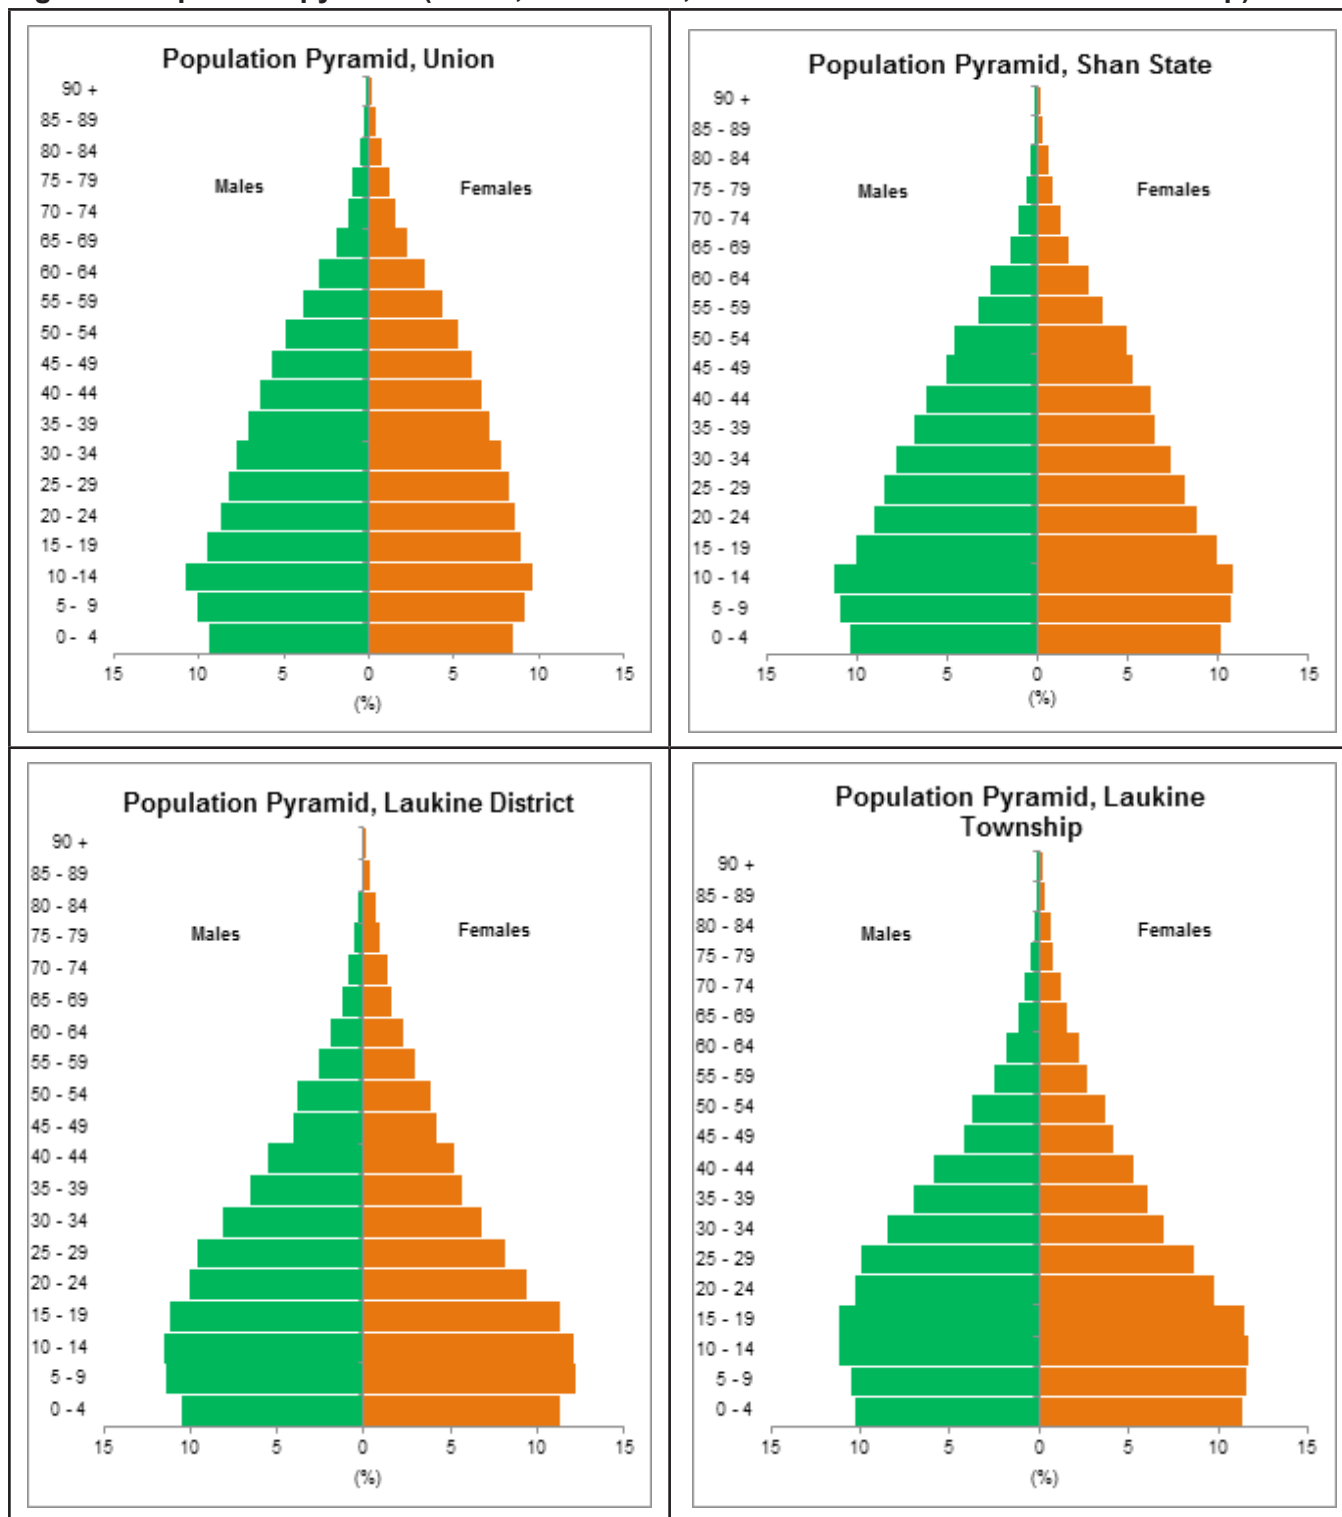 Population Pyramid, Union
90 +
85 - 89
80 - 84
75 - 79
70 - 74
65 - 69
60 - 64
55 - 59
50 - 54
45 - 49
40 - 44
35 - 39
30 - 34
25 - 29
20 - 24
15 - 19
10 -14
5 - 9
0 - 4
Males
Females
15 10 5 0 5 10 15
(%)
Population Pyramid, Shan State
90 +
85 - 89
80 - 84
75 - 79
70 - 74
65 - 69
60 - 64
55 - 59
50 - 54
45 - 49
40 - 44
35 - 39
30 - 34
25 - 29
20 - 24
15 - 19
10 - 14
5 - 9
0 - 4
Males
Females
15 10 5 0 5 10 15
(%)
Population Pyramid, Laukine District
90 +
85 - 89
80 - 84
75 - 79
70 - 74
65 - 69
60 - 64
55 - 59
50 - 54
45 - 49
40 - 44
35 - 39
30 - 34
25 - 29
20 - 24
15 - 19
10 - 14
5 - 9
0 - 4
Males
Females
15 10 5 0 5 10 15
(%)
Population Pyramid, Laukine
Township
90 +
85 - 89
80 - 84
75 - 79
70 - 74
65 - 69
60 - 64
55 - 59
50 - 54
45 - 49
40 - 44
35 - 39
30 - 34
25 - 29
20 - 24
15 - 19
10 - 14
5 - 9
0 - 4
Males
Females
15 10 5 0 5 10 15
(%)